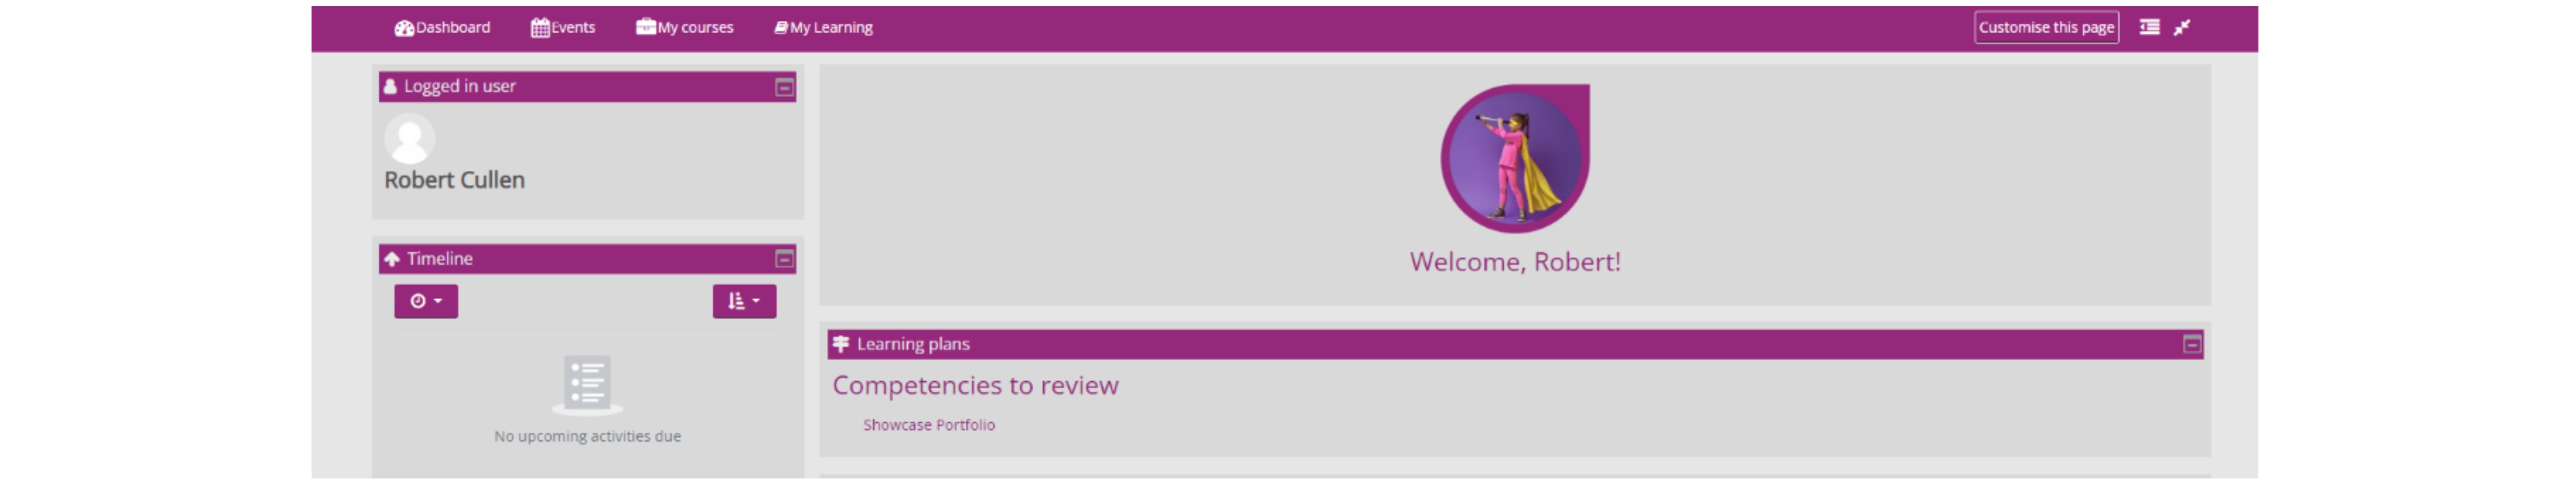 Dashboard Events My courses My Learning Customise this page
Logged in user
Robert Cullen
Timeline
No upcoming activities due
Welcome, Robert!
Learning plans
Competencies to review
Showcase Portfolio